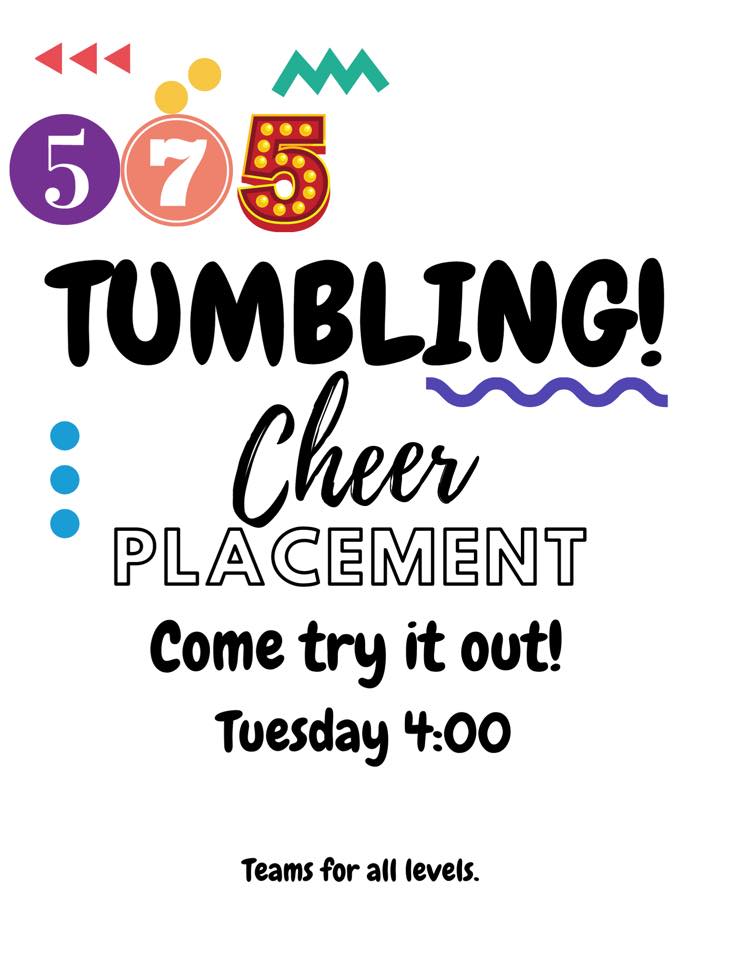 575
TUMBLING!
Cheer
PLACEMENT
Come try it out!
Tuesday 4:00
Teams for all levels.